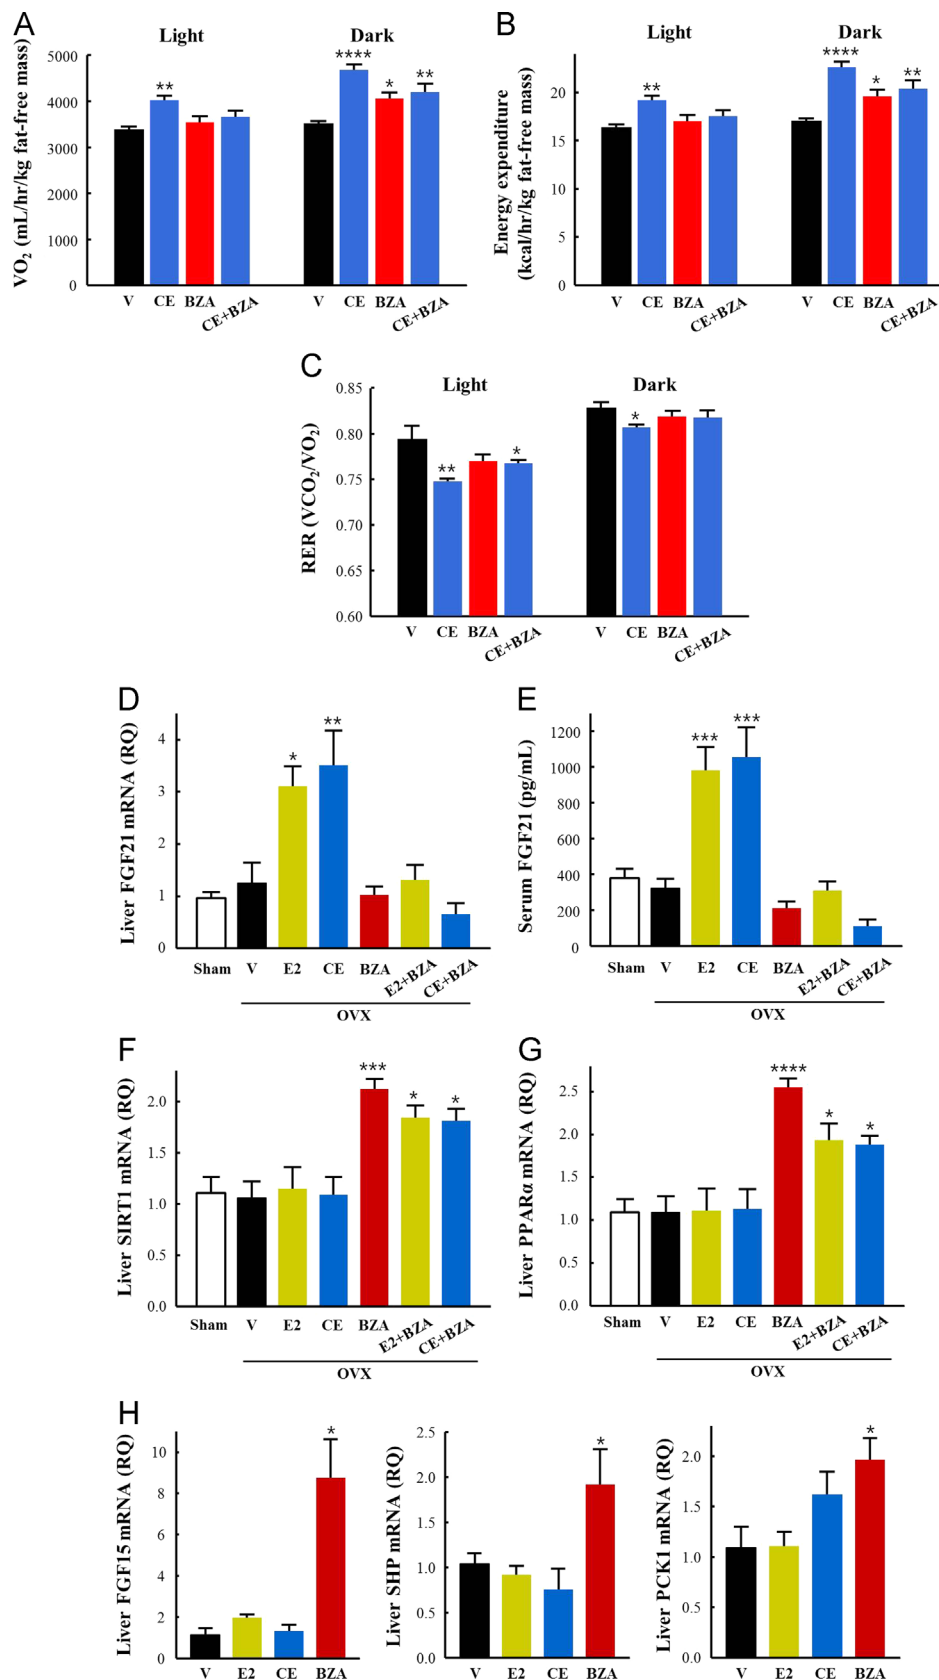 A
Light
Dark
VO2 (mL/hr/kg fat-free mass)
5000
4000
3000
2000
1000
0
**
****
*
**
V
CE
BZA
CE+BZA
V
CE
BZA
CE+BZA
B
Light
Dark
Energy expenditure
(kcal/hr/kg fat-free mass)
20
15
10
5
0
**
****
*
**
V
CE
BZA
CE+BZA
V
CE
BZA
CE+BZA
C
Light
Dark
RER (VCO2/VO2)
0.85
0.80
0.75
0.70
0.65
0.60
**
*
*
V
CE
BZA
CE+BZA
V
CE
BZA
CE+BZA
D
Liver FGF21 mRNA (RQ)
4
3
2
1
0
*
**
Sham
V
E2
CE
BZA
E2+BZA
CE+BZA
OVX
E
Serum FGF21 (pg/mL)
1200
1000
800
600
400
200
0
***
***
Sham
V
E2
CE
BZA
E2+BZA
CE+BZA
OVX
F
Liver SIRT1 mRNA (RQ)
2.0
1.5
1.0
0.5
0.0
***
*
*
Sham
V
E2
CE
BZA
E2+BZA
CE+BZA
OVX
G
Liver PPARα mRNA (RQ)
2.5
2.0
1.5
1.0
0.5
0.0
****
*
*
Sham
V
E2
CE
BZA
E2+BZA
CE+BZA
OVX
H
Liver FGF15 mRNA (RQ)
10
8
6
4
2
0
*
V
E2
CE
BZA
Liver SHP mRNA (RQ)
2.5
2.0
1.5
1.0
0.5
0.0
*
V
E2
CE
BZA
Liver PCK1 mRNA (RQ)
2.0
1.5
1.0
0.5
0.0
*
V
E2
CE
BZA